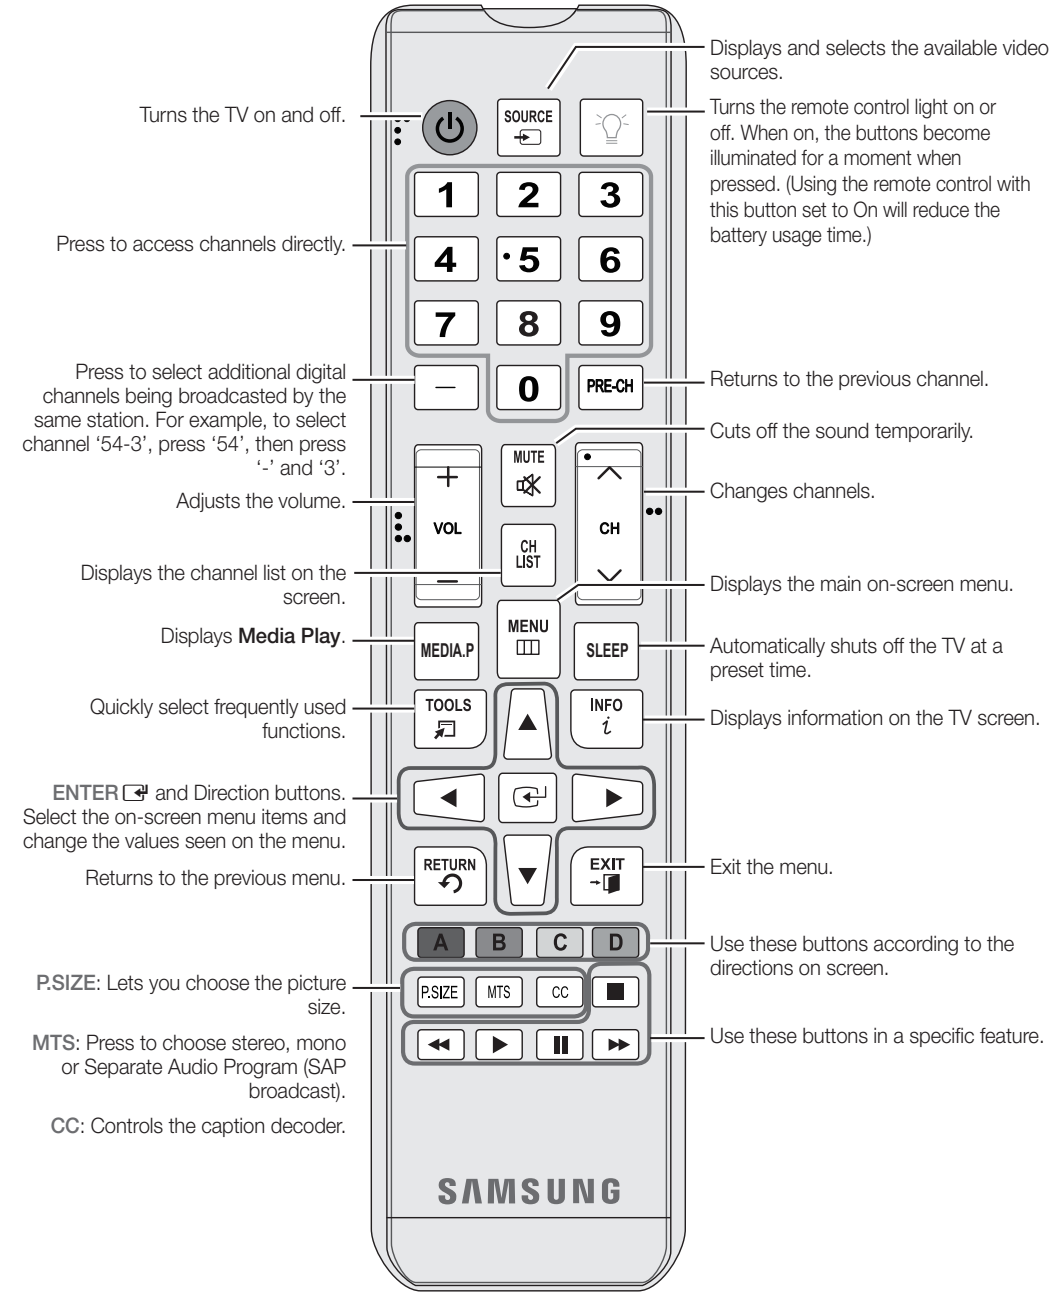 Displays and selects the available video
sources.
Turns the TV on and off.
SOURCE
Turns the remote control light on or
off. When on, the buttons become
illuminated for a moment when
pressed. (Using the remote control with
this button set to On will reduce the
battery usage time.)
1 2 3
Press to access channels directly.
4 5 6
7 8 9
Press to select additional digital
channels being broadcasted by the
same station. For example, to select
channel ‘54-3’, press ‘54’, then press
‘-’ and ‘3’.
— 0 PRE-CH
Returns to the previous channel.
Cuts off the sound temporarily.
MUTE
Adjusts the volume.
+
VOL
–
CH
Changes channels.
CH
LIST
Displays the channel list on the
screen.
Displays the main on-screen menu.
MENU
Displays Media Play.
MEDIA.P
SLEEP
Automatically shuts off the TV at a
preset time.
Quickly select frequently used
functions.
TOOLS
INFO
i
Displays information on the TV screen.
ENTER and Direction buttons.
Select the on-screen menu items and
change the values seen on the menu.
Returns to the previous menu.
RETURN
EXIT
Exit the menu.
A B C D
Use these buttons according to the
directions on screen.
P.SIZE: Lets you choose the picture
size.
P.SIZE MTS CC
MTS: Press to choose stereo, mono
or Separate Audio Program (SAP
broadcast).
Use these buttons in a specific feature.
CC: Controls the caption decoder.
SAMSUNG